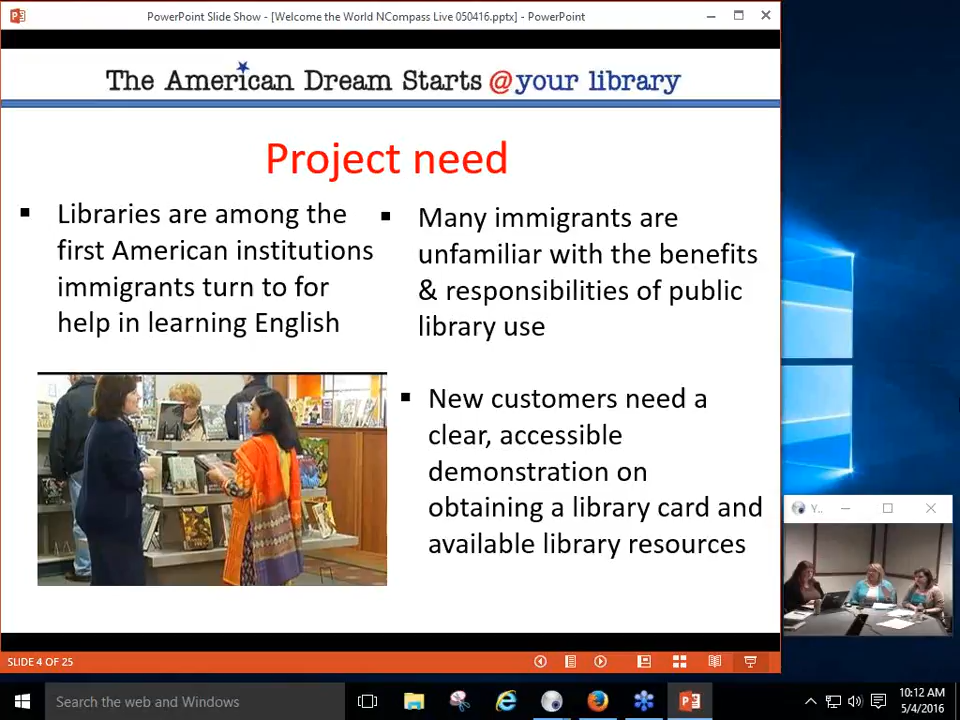 PowerPoint Slide Show - [Welcome the World NCompass Live 050416.pptx] - PowerPoint
The American Dream Starts @your library
Project need
▪ Libraries are among the
first American institutions
immigrants turn to for
help in learning English
▪ Many immigrants are
unfamiliar with the benefits
& responsibilities of public
library use
▪ New customers need a
clear, accessible
demonstration on
obtaining a library card and
available library resources
Y...
SLIDE 4 OF 25
Search the web and Windows
10:12 AM
5/4/2016